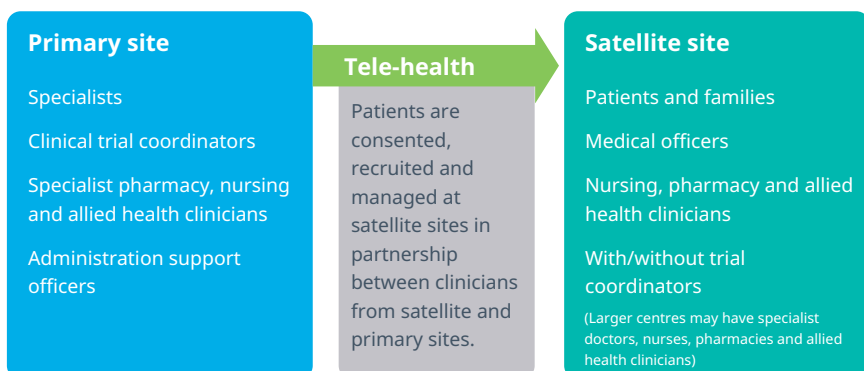 Primary site
Specialists
Clinical trial coordinators
Specialist pharmacy, nursing
and allied health clinicians
Administration support
officers
Tele-health
Patients are
consented,
recruited and
managed at
satellite sites in
partnership
between clinicians
from satellite and
primary sites.
Satellite site
Patients and families
Medical officers
Nursing, pharmacy and allied
health clinicians
With/without trial
coordinators
(Larger centres may have specialist
doctors, nurses, pharmacies and allied
health clinicians)